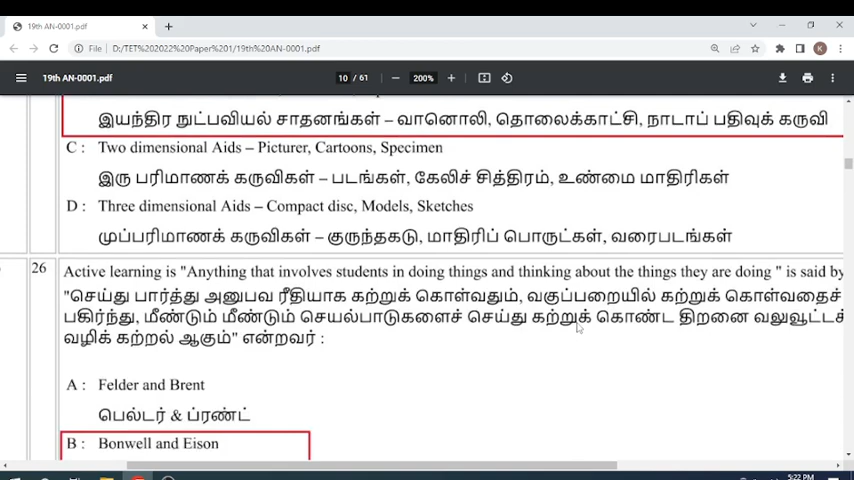 19th AN-0001.pdf
File D:/TET%202022%20Paper%201/19th%20AN-0001.pdf K
19th AN-0001.pdf 10 / 61 200%
இயந்திர நுட்பவியல் சாதனங்கள் – வானொலி, தொலைக்காட்சி, நாடாப் பதிவுக் கருவி
C : Two dimensional Aids – Picturer, Cartoons, Specimen
இரு பரிமாணக் கருவிகள் – படங்கள், கேலிச் சித்திரம், உண்மை மாதிரிகள்
D : Three dimensional Aids – Compact disc, Models, Sketches
முப்பரிமாணக் கருவிகள் – குருந்தகடு, மாதிரிப் பொருட்கள், வரைபடங்கள்
26 Active learning is "Anything that involves students in doing things and thinking about the things they are doing " is said by
"செய்து பார்த்து அனுபவ ரீதியாக கற்றுக் கொள்வதும், வகுப்பறையில் கற்றுக் கொள்வதைச்
பகிர்ந்து, மீண்டும் மீண்டும் செயல்பாடுகளைச் செய்து கற்றுக் கொண்ட திறனை வலுவூட்டக்
வழிக் கற்றல் ஆகும்" என்றவர் :
A : Felder and Brent
பெல்டர் & ப்ரண்ட்
B : Bonwell and Eison
5:22 PM